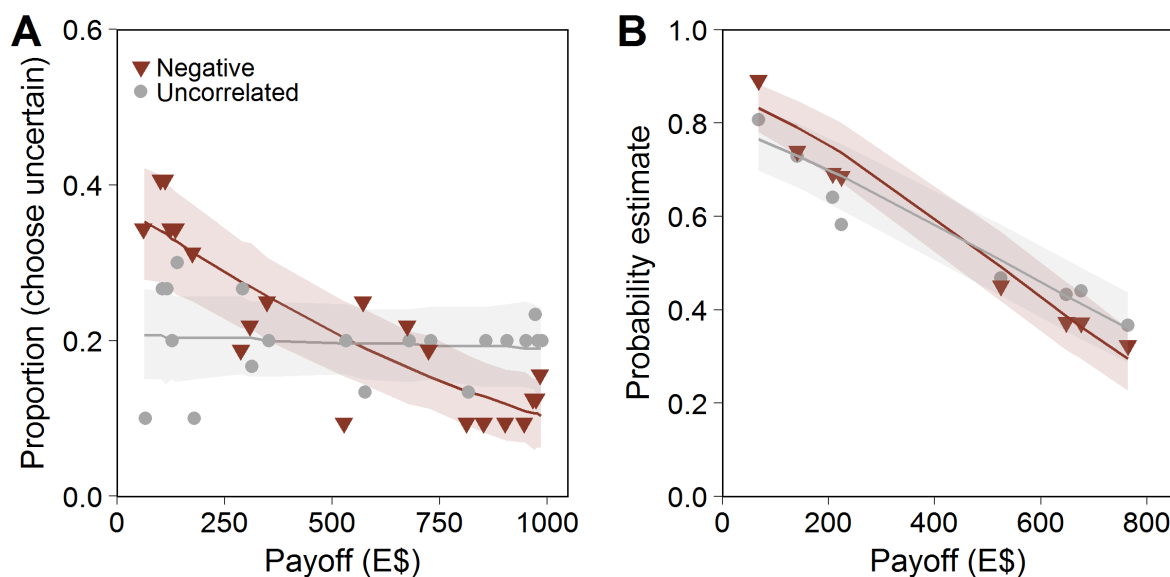 A
Proportion (choose uncertain)
0.6
0.4
0.2
0.0
Negative
Uncorrelated
0
250
500
750
1000
Payoff (E$)
B
Probability estimate
1.0
0.8
0.6
0.4
0.2
0.0
0
200
400
600
800
Payoff (E$)